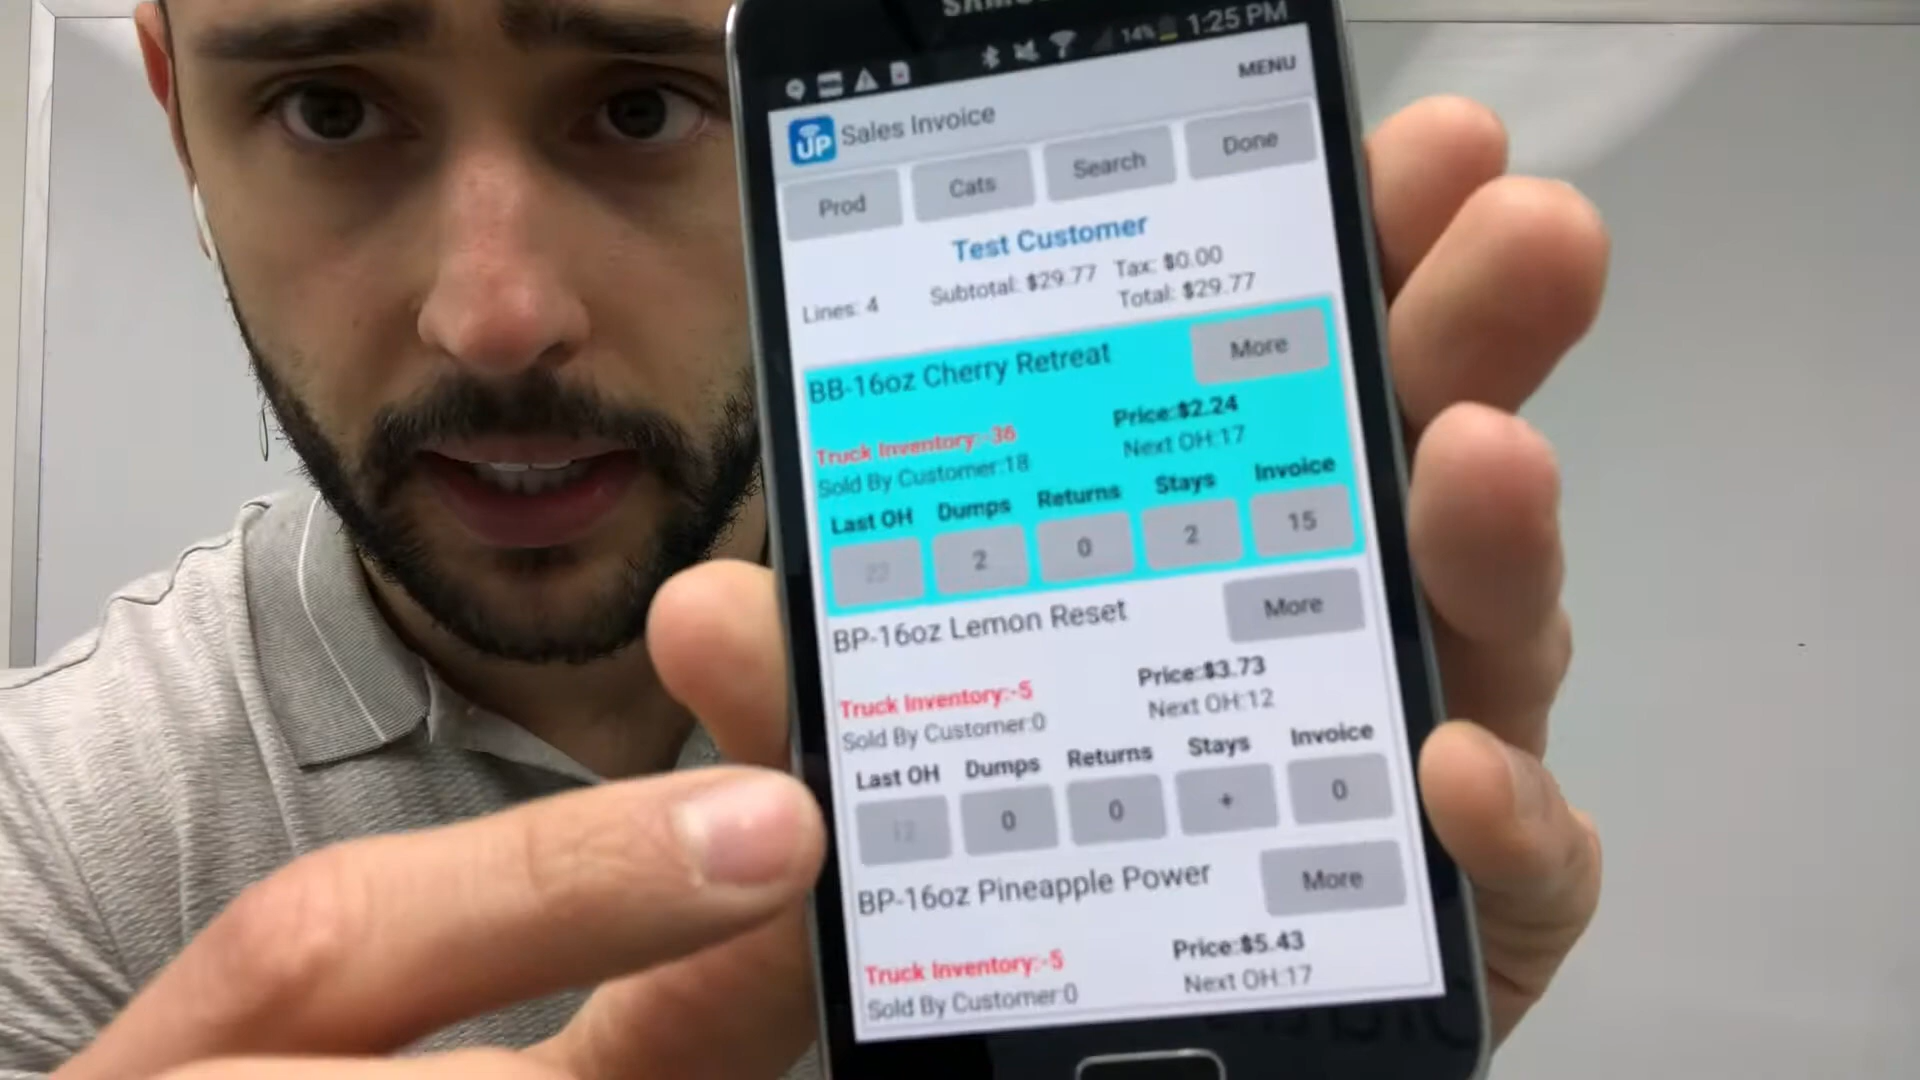 SAMSUNG
14% 1:25 PM
UP Sales Invoice MENU
Prod Cats Search Done
Test Customer
Lines: 4 Subtotal: $29.77 Tax: $0.00
Total: $29.77
BB-16oz Cherry Retreat More
Truck Inventory:-36 Price:$2.24
Sold By Customer:18 Next OH:17
Last OH Dumps Returns Stays Invoice
2 0 2 15
BP-16oz Lemon Reset More
Truck Inventory:-5 Price:$3.73
Sold By Customer:0 Next OH:12
Last OH Dumps Returns Stays Invoice
12 0 0 + 0
BP-16oz Pineapple Power More
Truck Inventory:-5 Price:$5.43
Sold By Customer:0 Next OH:17